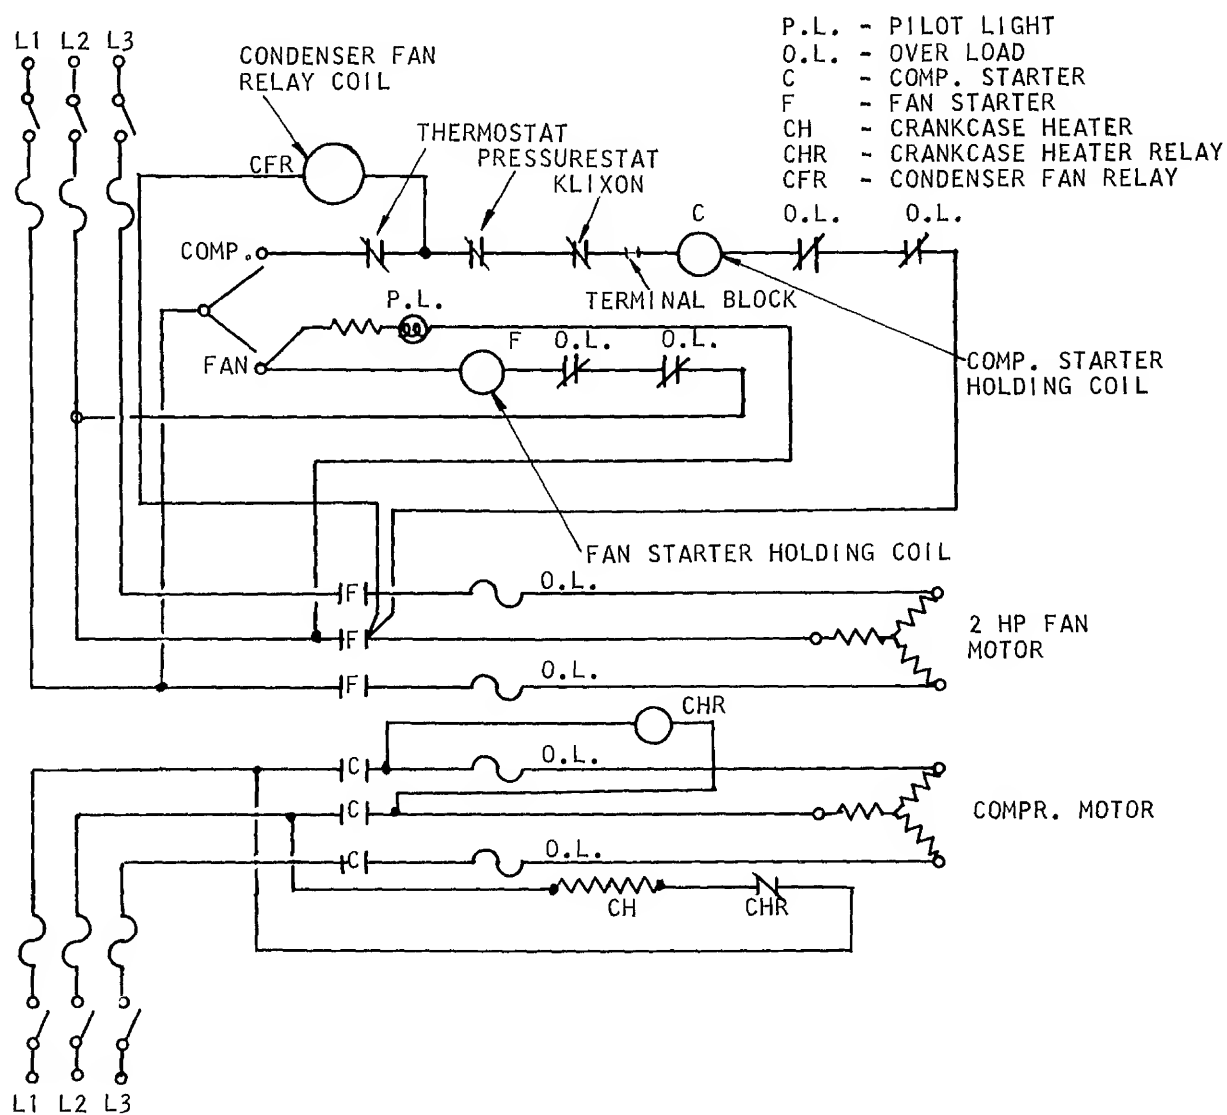 L1 L2 L3
P.L. - PILOT LIGHT
O.L. - OVER LOAD
C - COMP. STARTER
F - FAN STARTER
CH - CRANKCASE HEATER
CHR - CRANKCASE HEATER RELAY
CFR - CONDENSER FAN RELAY
CONDENSER FAN
RELAY COIL
THERMOSTAT
PRESSURESTAT
KLIXON
CFR
C
O.L.
O.L.
COMP.
TERMINAL BLOCK
P.L.
F
O.L.
O.L.
FAN
COMP. STARTER
HOLDING COIL
FAN STARTER HOLDING COIL
F
O.L.
F
2 HP FAN
MOTOR
F
O.L.
CHR
C
O.L.
C
COMPR. MOTOR
C
O.L.
CH
CHR
L1 L2 L3